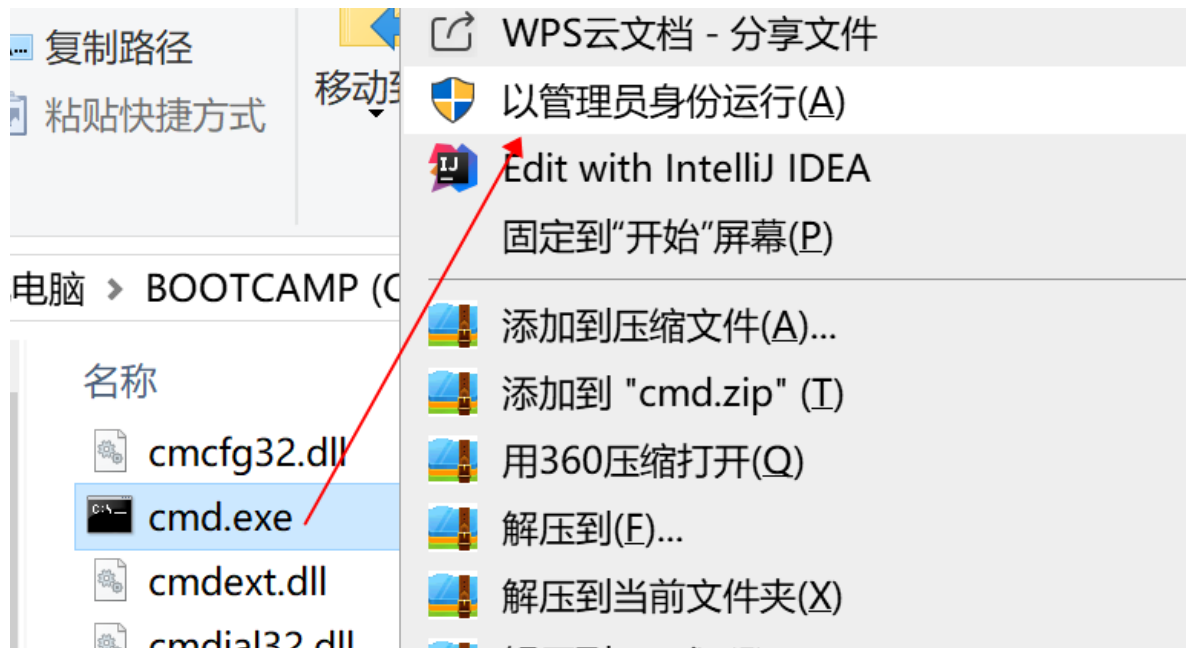 复制路径
粘贴快捷方式
移动
电脑 > BOOTCAMP (C
名称
cmcfg32.dll
cmd.exe
cmdext.dll
cmdial32.dll
WPS云文档 - 分享文件
以管理员身份运行(A)
IJ
Edit with IntelliJ IDEA
固定到“开始”屏幕(P)
添加到压缩文件(A)...
添加到 "cmd.zip" (T)
用360压缩打开(Q)
解压到(F)...
解压到当前文件夹(X)